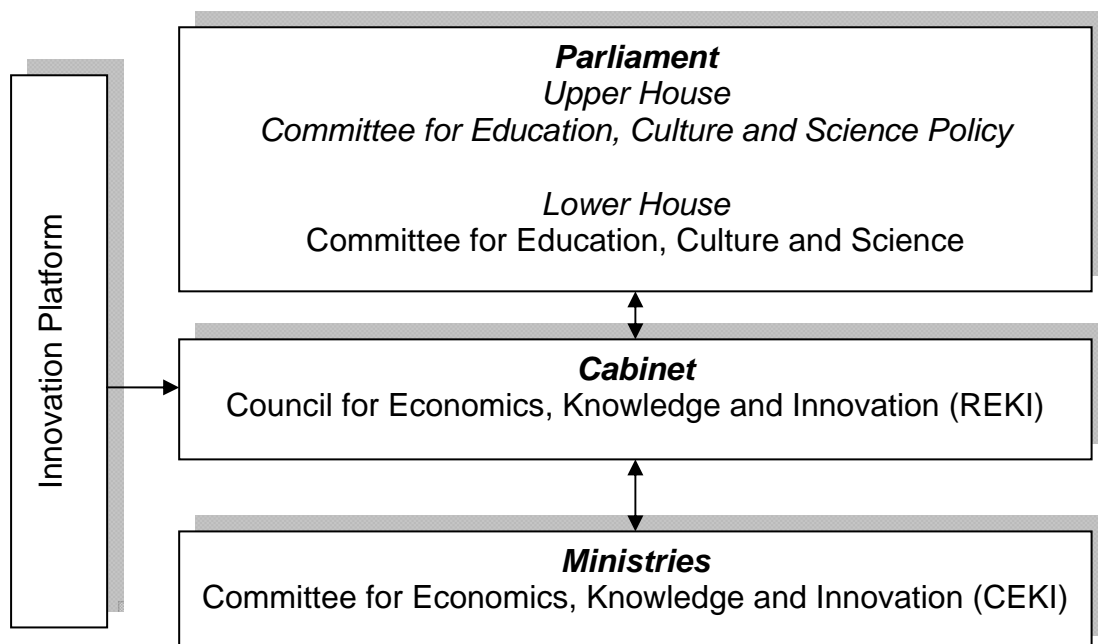 Innovation Platform
Parliament
Upper House
Committee for Education, Culture and Science Policy
Lower House
Committee for Education, Culture and Science
Cabinet
Council for Economics, Knowledge and Innovation (REKI)
Ministries
Committee for Economics, Knowledge and Innovation (CEKI)